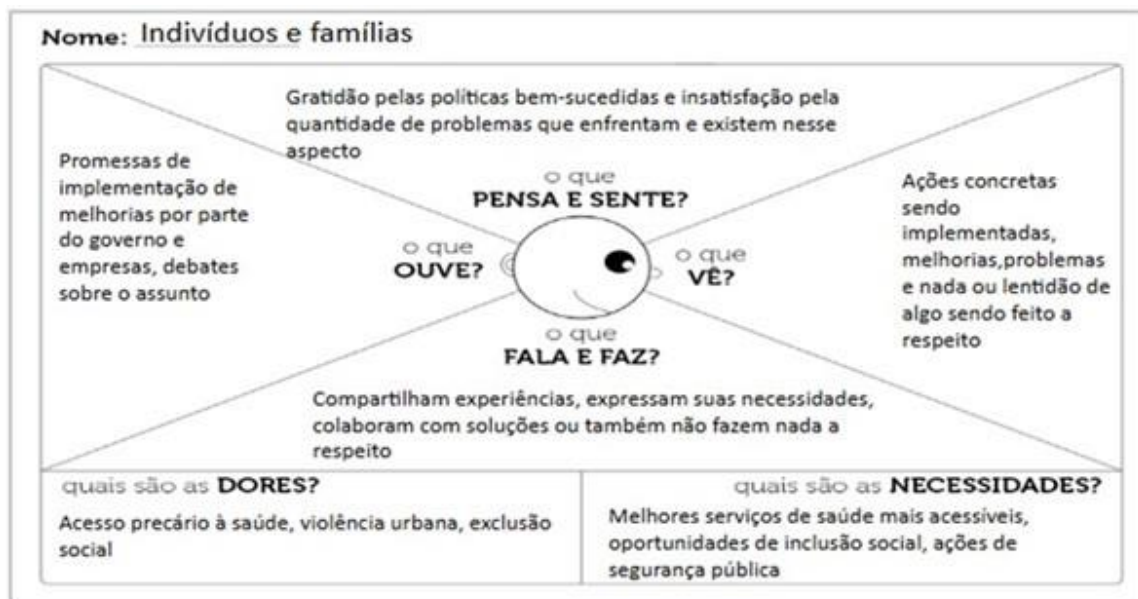 Nome: Indivíduos e famílias
Gratidão pelas políticas bem-sucedidas e insatisfação pela
quantidade de problemas que enfrentam e existem nesse
aspecto
o que
PENSA E SENTE?
Promessas de
implementação de
melhorias por parte
do governo e
empresas, debates
sobre o assunto
o que
OUVE?
o que
VÊ?
Ações concretas
sendo
implementadas,
melhorias,problemas
e nada ou lentidão de
algo sendo feito a
respeito
o que
FALA E FAZ?
Compartilham experiências, expressam suas necessidades,
colaboram com soluções ou também não fazem nada a
respeito
quais são as DORES?
Acesso precário à saúde, violência urbana, exclusão
social
quais são as NECESSIDADES?
Melhores serviços de saúde mais acessíveis,
oportunidades de inclusão social, ações de
segurança pública